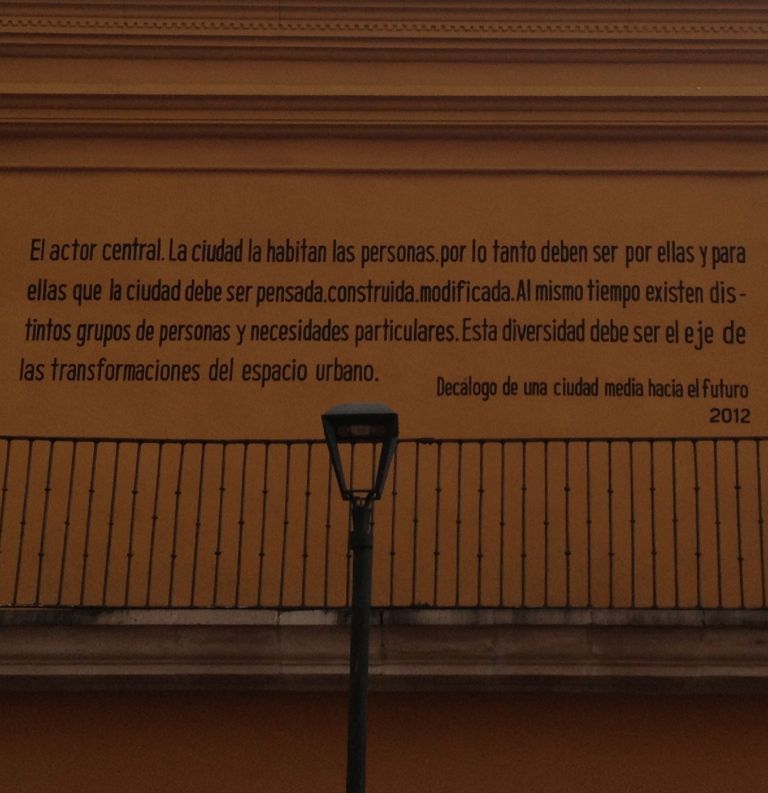 El actor central. La ciudad la habitan las personas.por lo tanto deben ser por ellas y para
ellas que la ciudad debe ser pensada.construida.modificada.Al mismo tiempo existen dis-
tintos grupos de personas y necesidades particulares. Esta diversidad debe ser el eje de
las transformaciones del espacio urbano.
Decálogo de una ciudad media hacia el futuro
2012